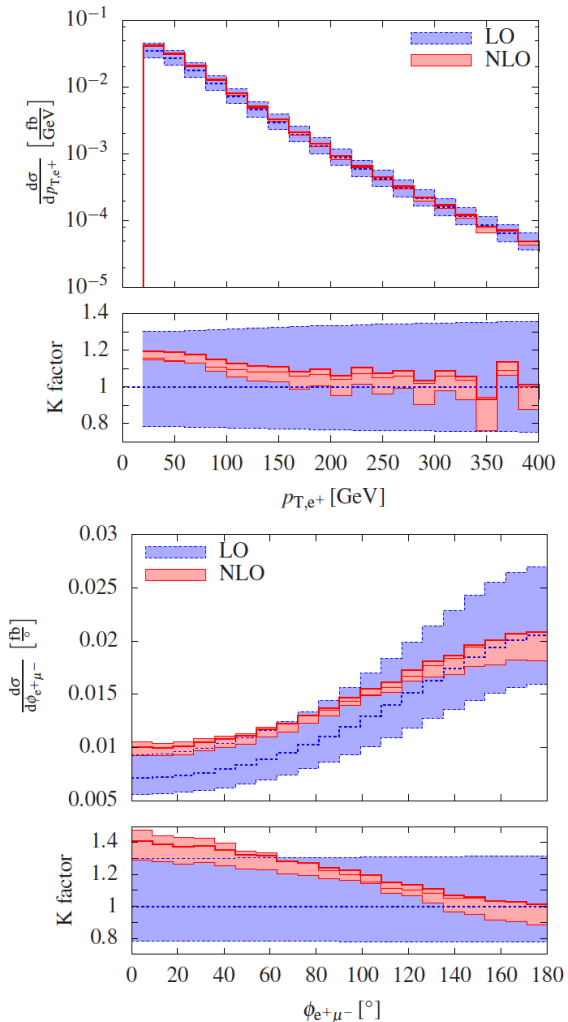 10⁻¹
LO
NLO
10⁻²
dσ/dp_T,e⁺ [fb/GeV]
10⁻³
10⁻⁴
10⁻⁵
1.4
1.2
1
0.8
K factor
0 50 100 150 200 250 300 350 400
p_T,e⁺ [GeV]
0.03
LO
NLO
0.025
0.02
dσ/dϕ_e⁺μ⁻ [fb/°]
0.015
0.01
0.005
1.4
1.2
1
0.8
K factor
0 20 40 60 80 100 120 140 160 180
ϕ_e⁺μ⁻ [°]